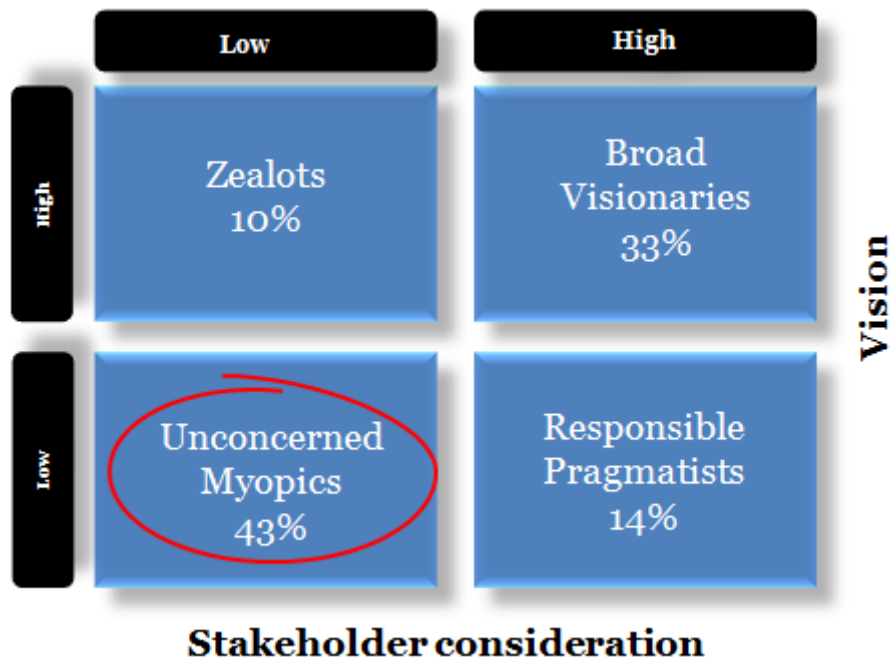 Low
High
High
Zealots
10%
Broad
Visionaries
33%
Vision
Low
Unconcerned
Myopics
43%
Responsible
Pragmatists
14%
Stakeholder consideration